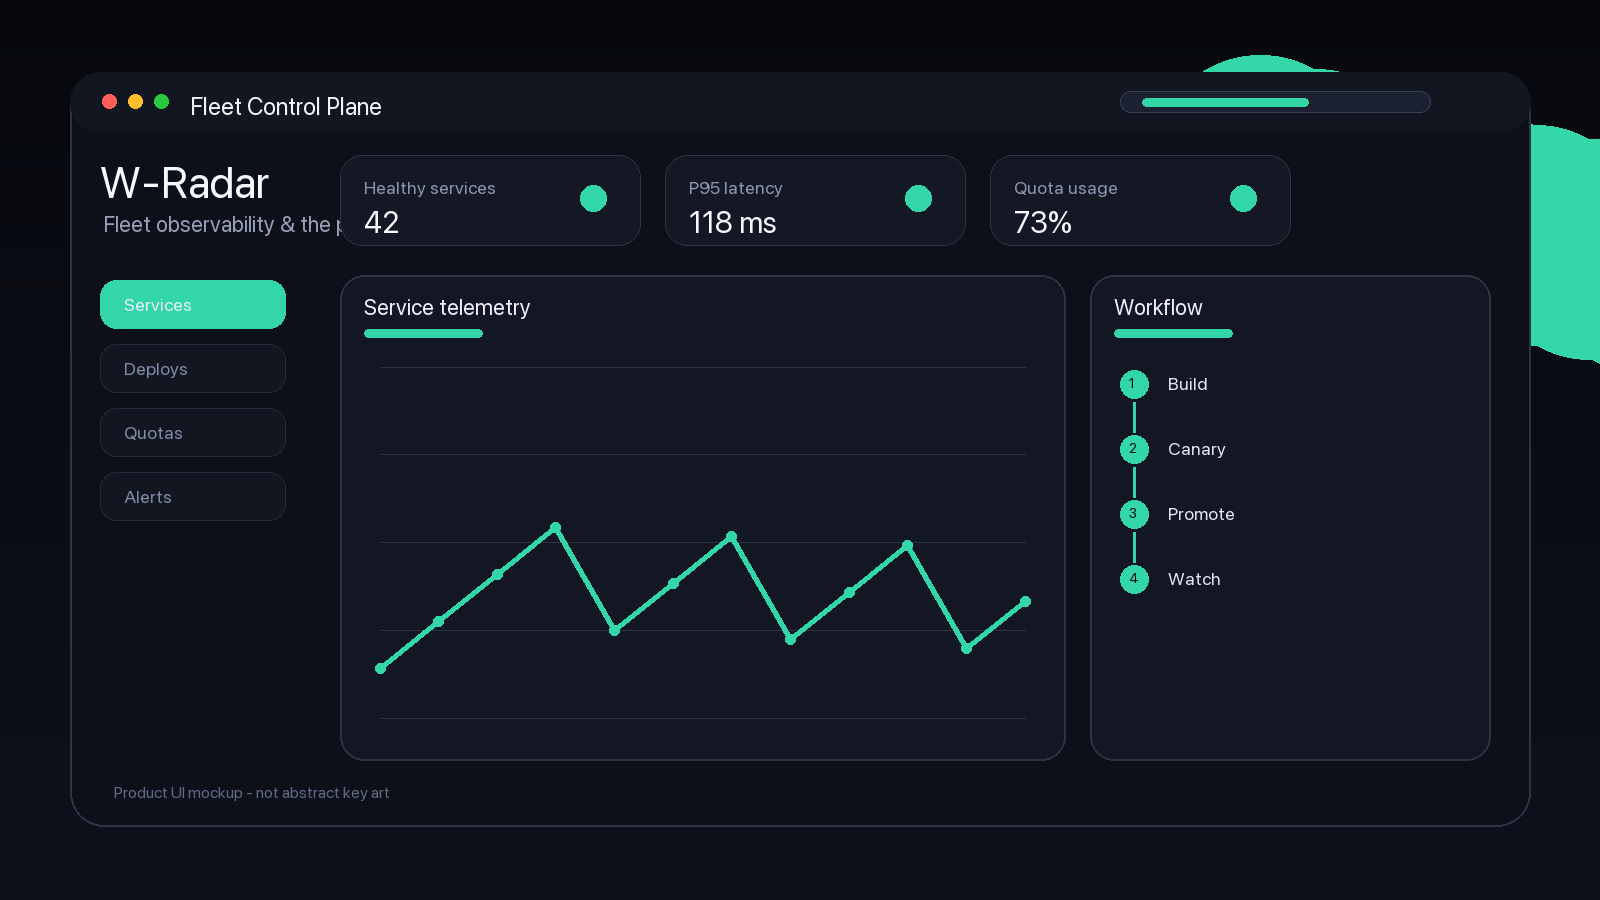 Fleet Control Plane
W-Radar
Fleet observability & the
Healthy services
42
P95 latency
118 ms
Quota usage
73%
Services
Deploys
Quotas
Alerts
Service telemetry
Workflow
1 Build
2 Canary
3 Promote
4 Watch
Product UI mockup - not abstract key art